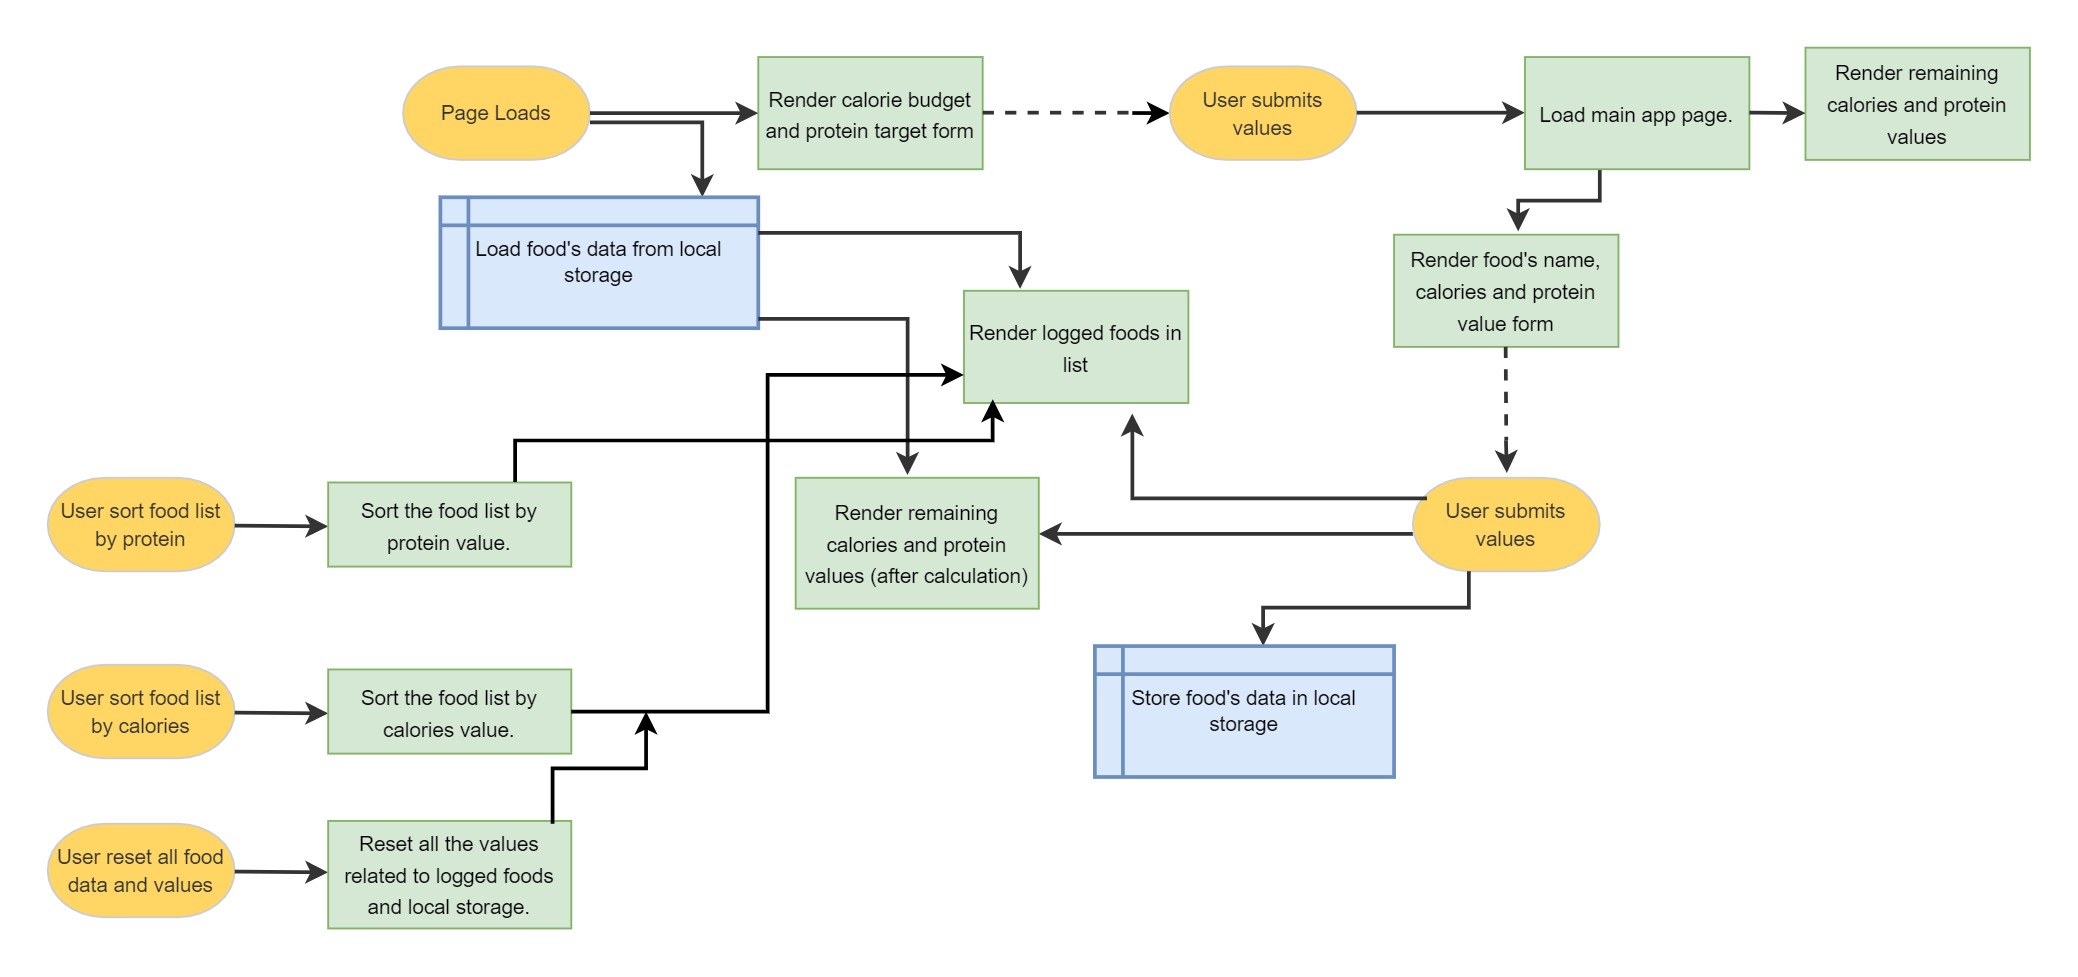 Page Loads
Render calorie budget
and protein target form
User submits
values
Load main app page.
Render remaining
calories and protein
values
Load food's data from local
storage
Render food's name,
calories and protein
value form
Render logged foods in
list
User sort food list
by protein
Sort the food list by
protein value.
Render remaining
calories and protein
values (after calculation)
User submits
values
User sort food list
by calories
Sort the food list by
calories value.
Store food's data in local
storage
User reset all food
data and values
Reset all the values
related to logged foods
and local storage.